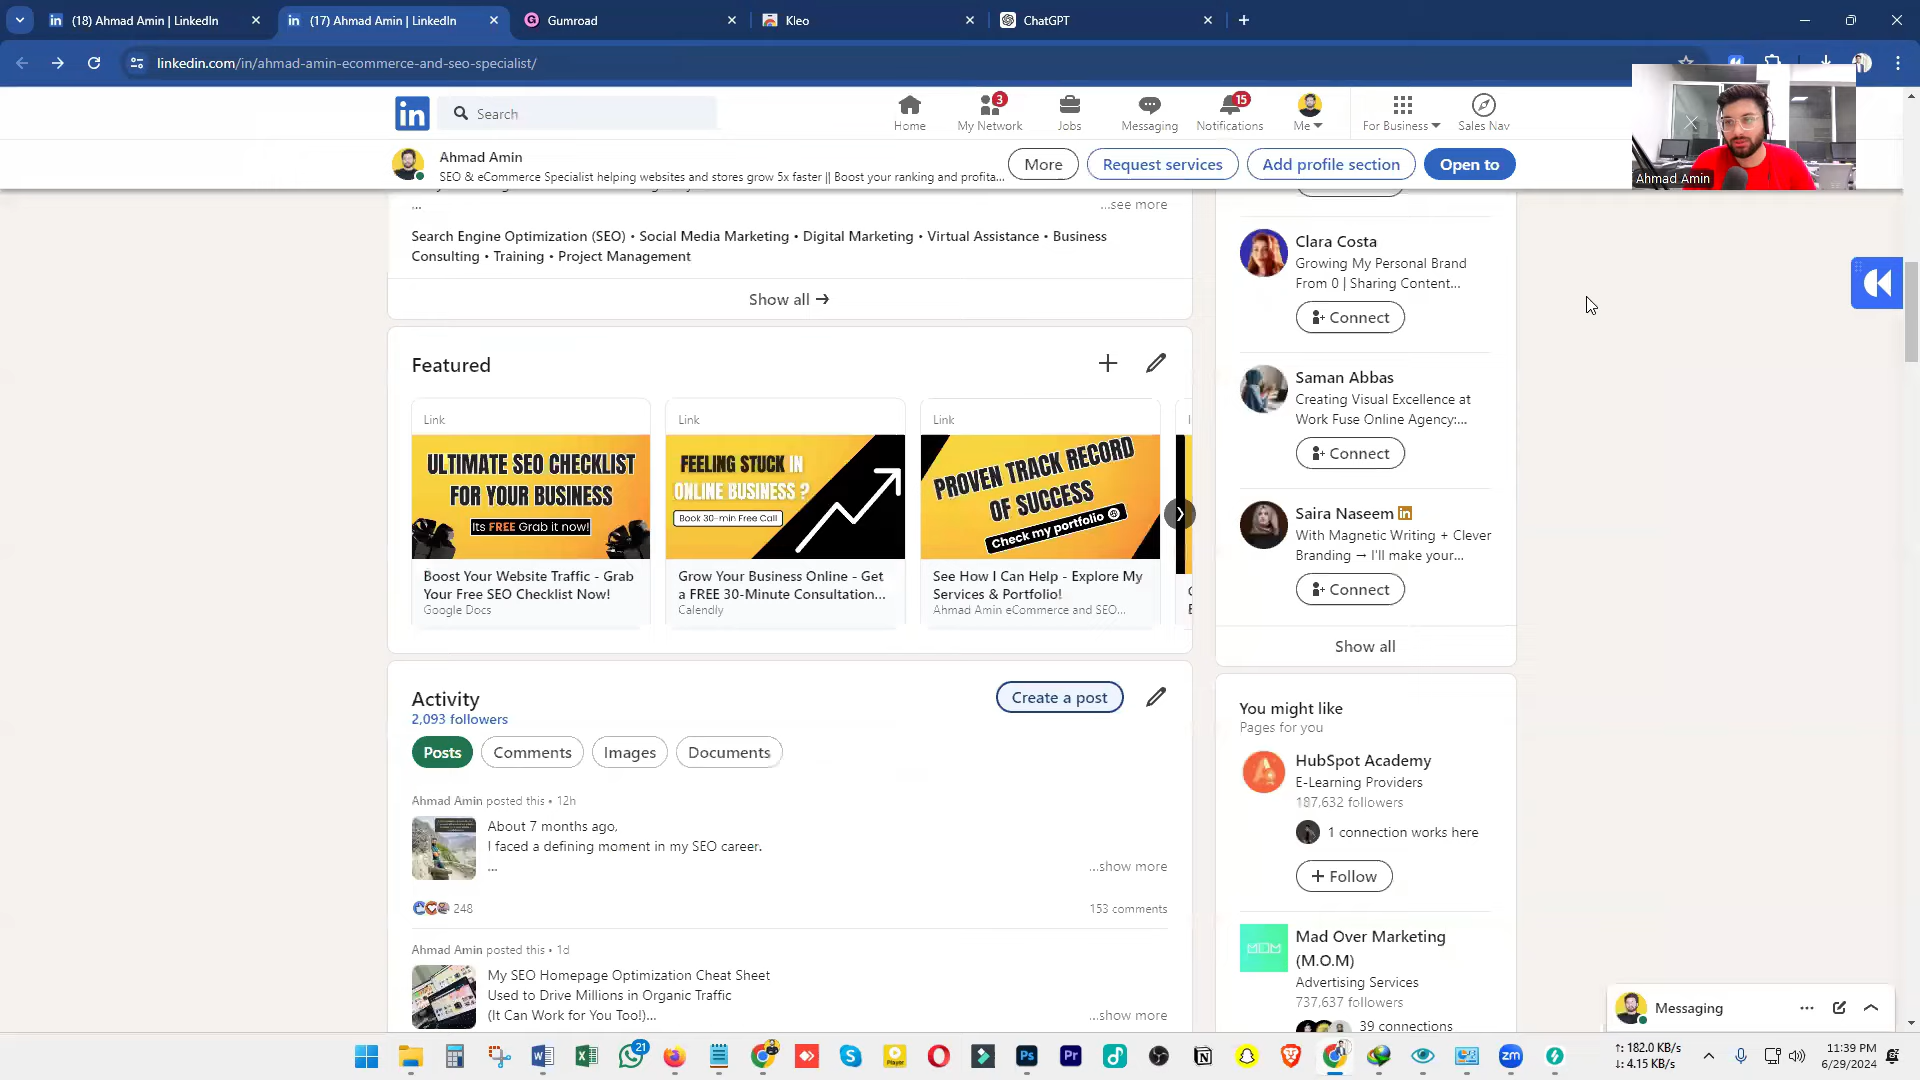 (18) Ahmad Amin | LinkedIn
(17) Ahmad Amin | LinkedIn
Gumroad
Kleo
ChatGPT
linkedin.com/in/ahmad-amin-ecommerce-and-seo-specialist/
in
Search
Home
3
My Network
Jobs
Messaging
15
Notifications
Me
For Business
Sales Nav
Ahmad Amin
Ahmad Amin
SEO & eCommerce Specialist helping websites and stores grow 5x faster || Boost your ranking and profita...
More
Request services
Add profile section
Open to
...
...see more
Search Engine Optimization (SEO) • Social Media Marketing • Digital Marketing • Virtual Assistance • Business
Consulting • Training • Project Management
Show all →
Featured
Link
ULTIMATE SEO CHECKLIST
FOR YOUR BUSINESS
Its FREE Grab it now!
Boost Your Website Traffic - Grab
Your Free SEO Checklist Now!
Google Docs
Link
FEELING STUCK IN
ONLINE BUSINESS ?
Book 30-min Free Call
Grow Your Business Online - Get
a FREE 30-Minute Consultation...
Calendly
Link
PROVEN TRACK RECORD
OF SUCCESS
Check my portfolio
See How I Can Help - Explore My
Services & Portfolio!
Ahmad Amin eCommerce and SEO...
Activity
2,093 followers
Create a post
Posts
Comments
Images
Documents
Ahmad Amin posted this • 12h
About 7 months ago,
I faced a defining moment in my SEO career.
...
...show more
248
153 comments
Ahmad Amin posted this • 1d
My SEO Homepage Optimization Cheat Sheet
Used to Drive Millions in Organic Traffic
(It Can Work for You Too!)...
...show more
Clara Costa
Growing My Personal Brand
From 0 | Sharing Content...
Connect
Saman Abbas
Creating Visual Excellence at
Work Fuse Online Agency:...
Connect
Saira Naseem in
With Magnetic Writing + Clever
Branding → I'll make your...
Connect
Show all
You might like
Pages for you
HubSpot Academy
E-Learning Providers
187,632 followers
1 connection works here
+ Follow
MOM
Mad Over Marketing
(M.O.M)
Advertising Services
737,637 followers
39 connections
Messaging
21
Player
Ps
Pr
zm
↑: 182.0 KB/s
↓: 4.15 KB/s
11:39 PM
6/29/2024